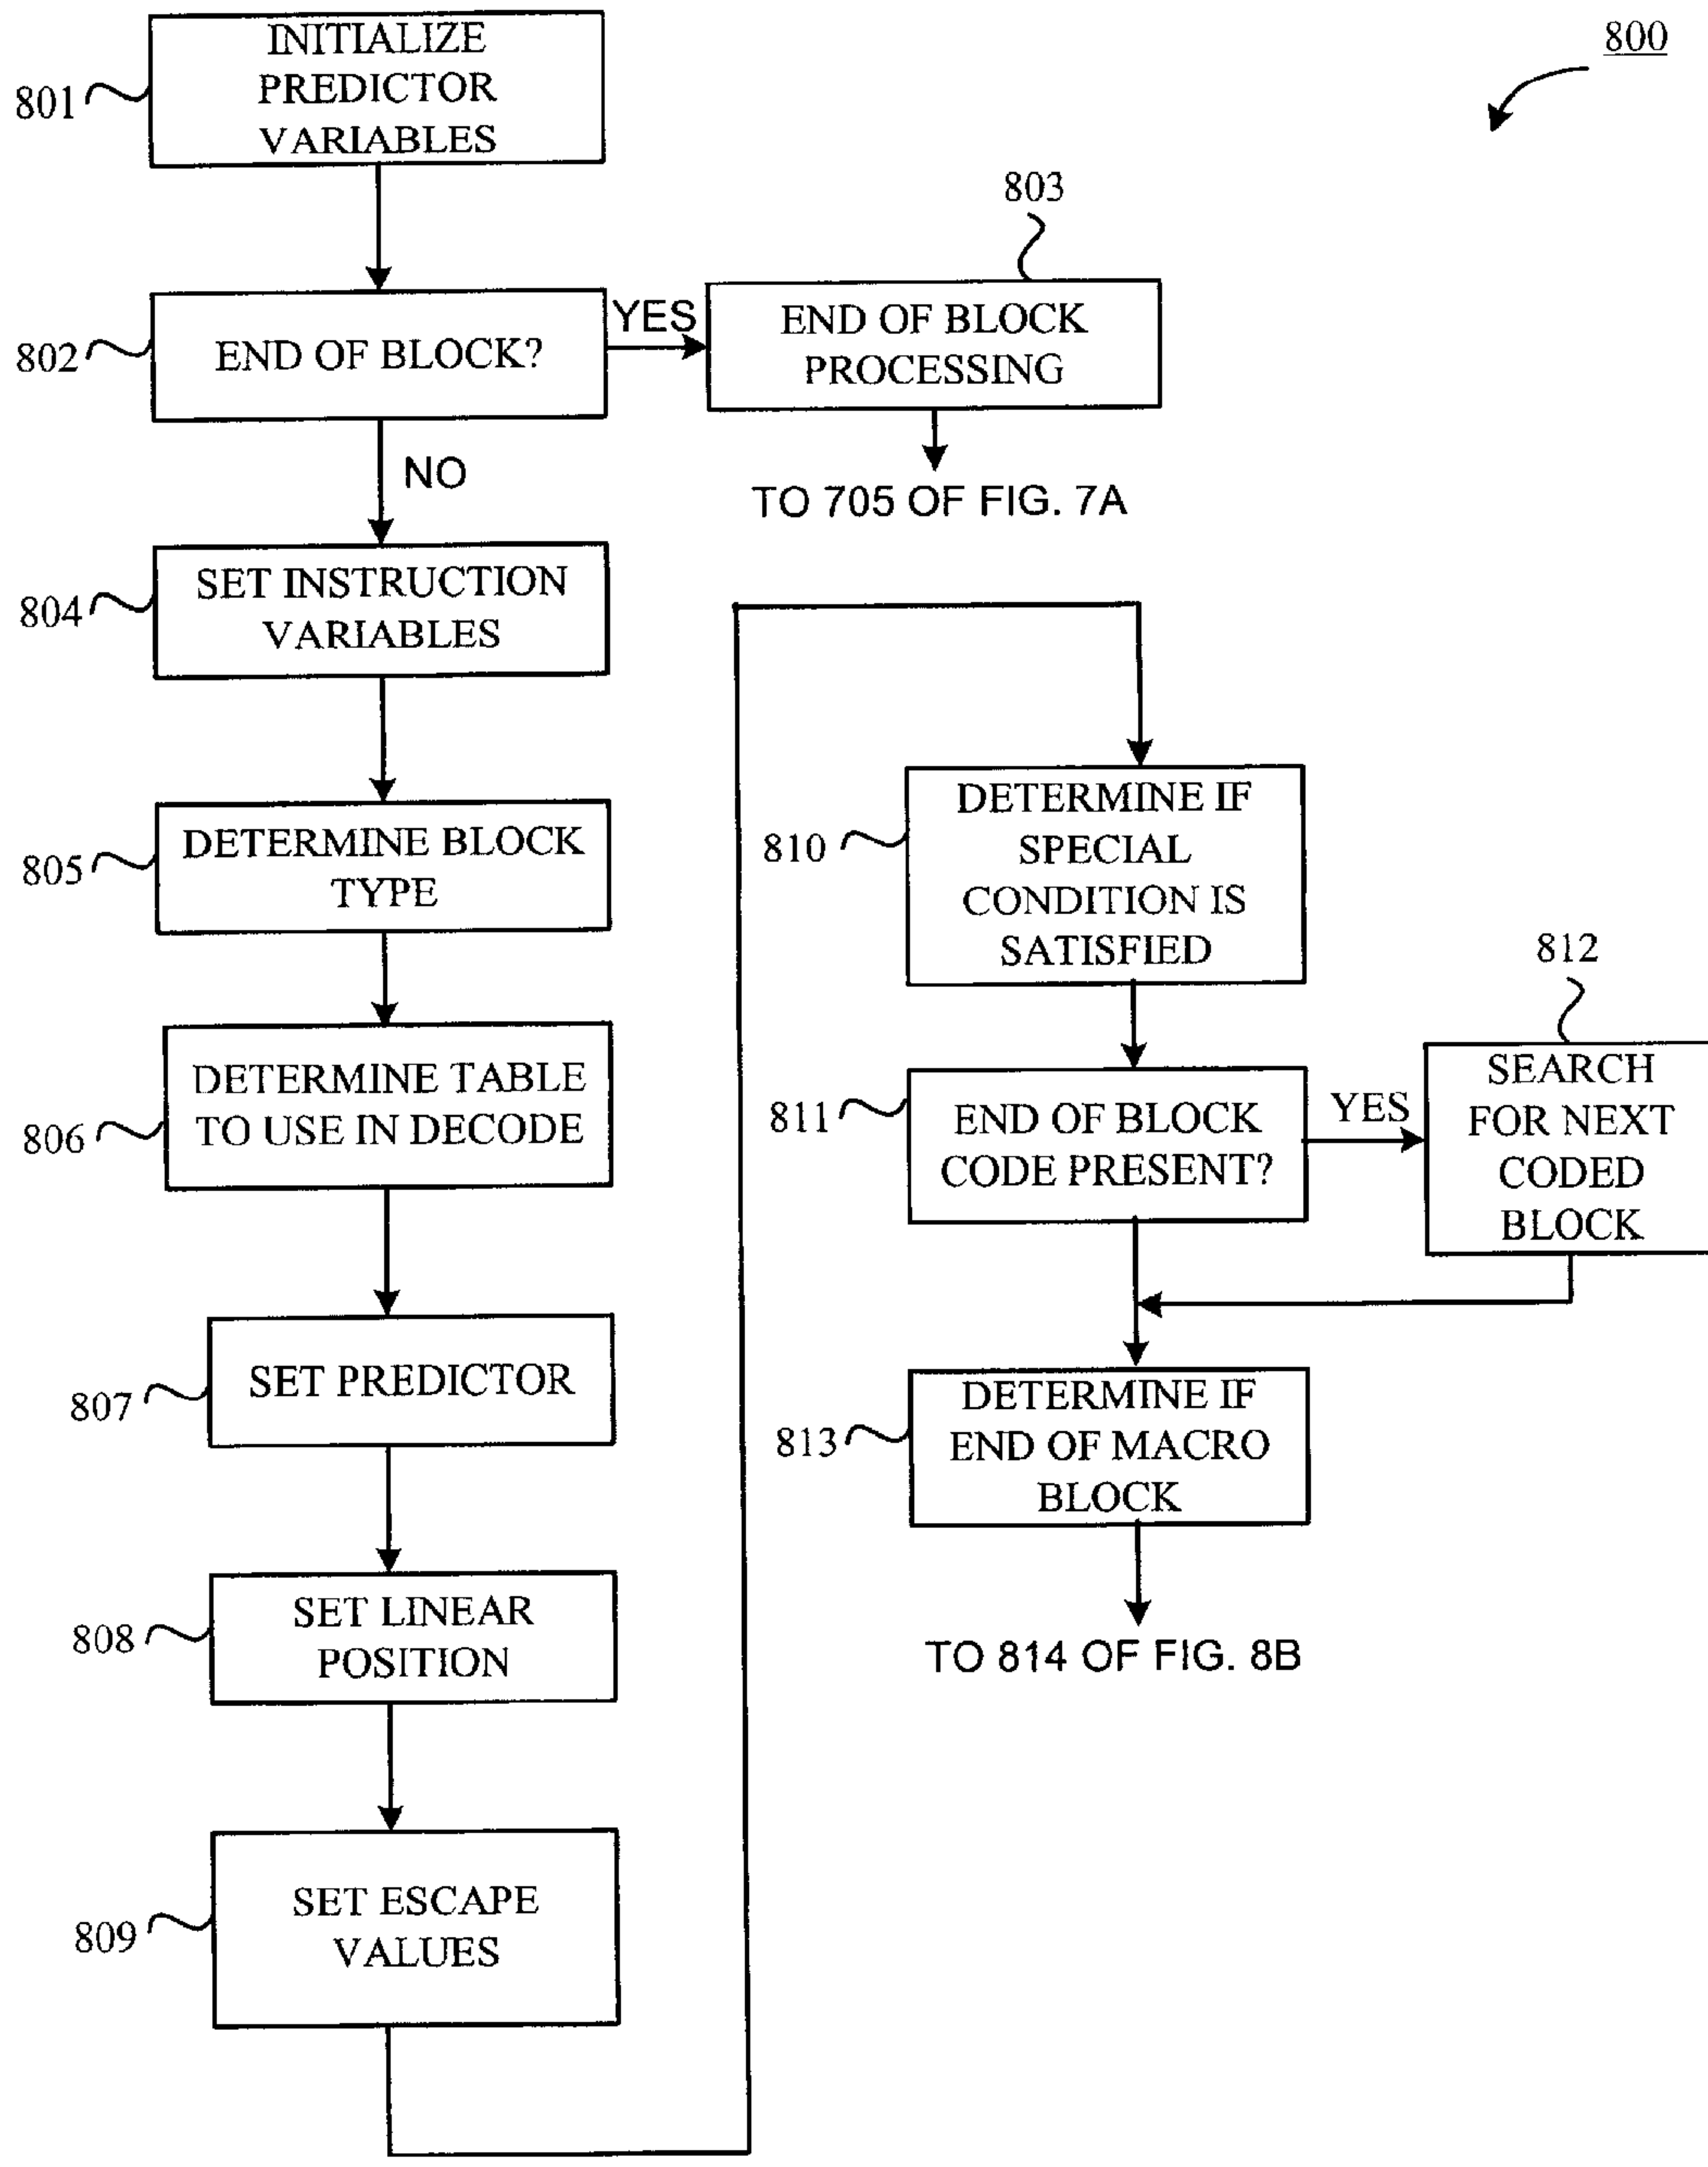 800
INITIALIZE
PREDICTOR
VARIABLES
801
802
END OF BLOCK?
YES
803
END OF BLOCK
PROCESSING
TO 705 OF FIG. 7A
NO
804
SET INSTRUCTION
VARIABLES
805
DETERMINE BLOCK
TYPE
806
DETERMINE TABLE
TO USE IN DECODE
807
SET PREDICTOR
808
SET LINEAR
POSITION
809
SET ESCAPE
VALUES
810
DETERMINE IF
SPECIAL
CONDITION IS
SATISFIED
811
END OF BLOCK
CODE PRESENT?
YES
812
SEARCH
FOR NEXT
CODED
BLOCK
813
DETERMINE IF
END OF MACRO
BLOCK
TO 814 OF FIG. 8B